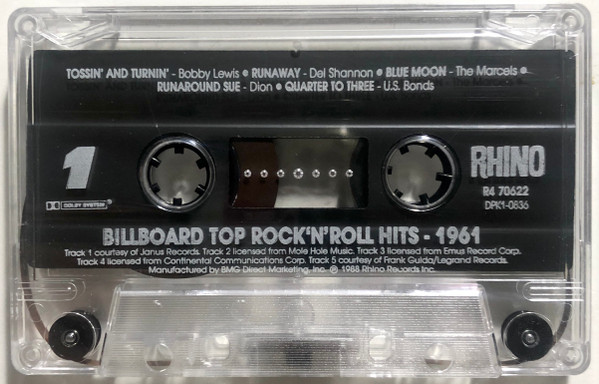 TOSSIN' AND TURNIN' - Bobby Lewis • RUNAWAY - Del Shannon • BLUE MOON - The Marcels •
RUNAROUND SUE - Dion • QUARTER TO THREE - U.S. Bonds
1
RHINO
R4 70622
DPK1-0836
DOLBY SYSTEM
BILLBOARD TOP ROCK'N'ROLL HITS - 1961
Track 1 courtesy of Janus Records. Track 2 licensed from Mole Hole Music. Track 3 licensed from Emus Record Corp.
Track 4 licensed from Continental Communications Corp. Track 5 courtesy of Frank Guida/Legrand Records.
Manufactured by BMG Direct Marketing, Inc. ℗ 1988 Rhino Records Inc.